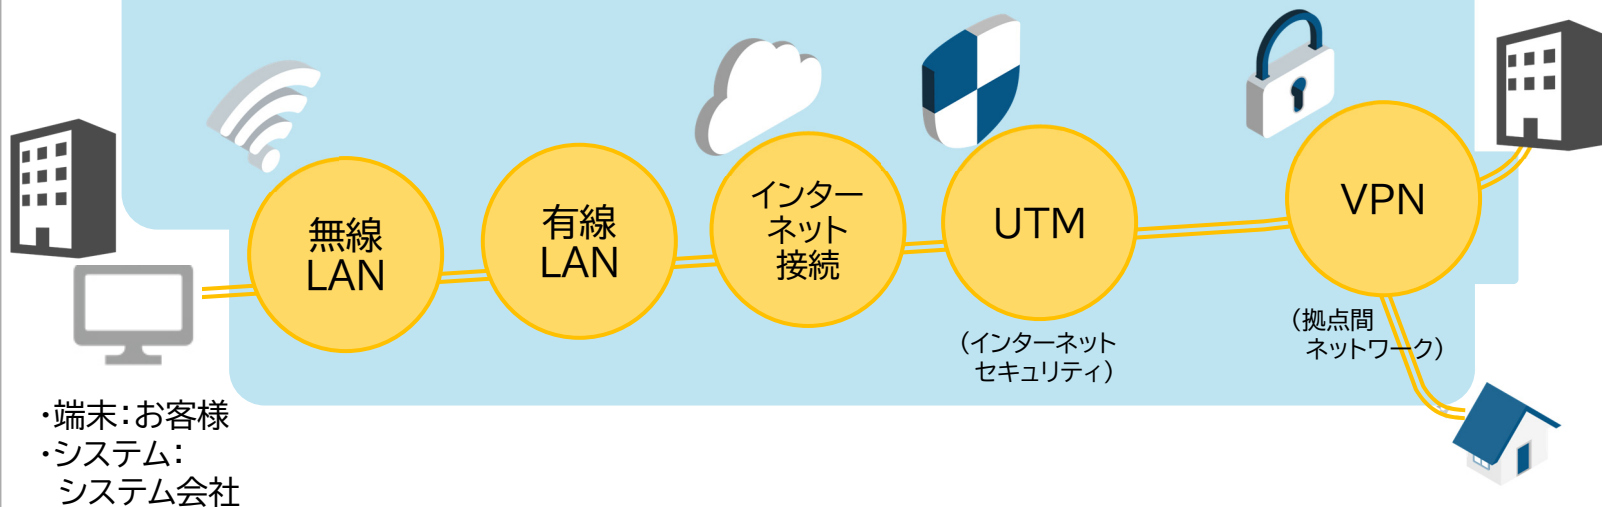 無線
LAN
有線
LAN
インター
ネット
接続
UTM
(インターネット
セキュリティ)
VPN
(拠点間
ネットワーク)
・端末：お客様
・システム：
システム会社